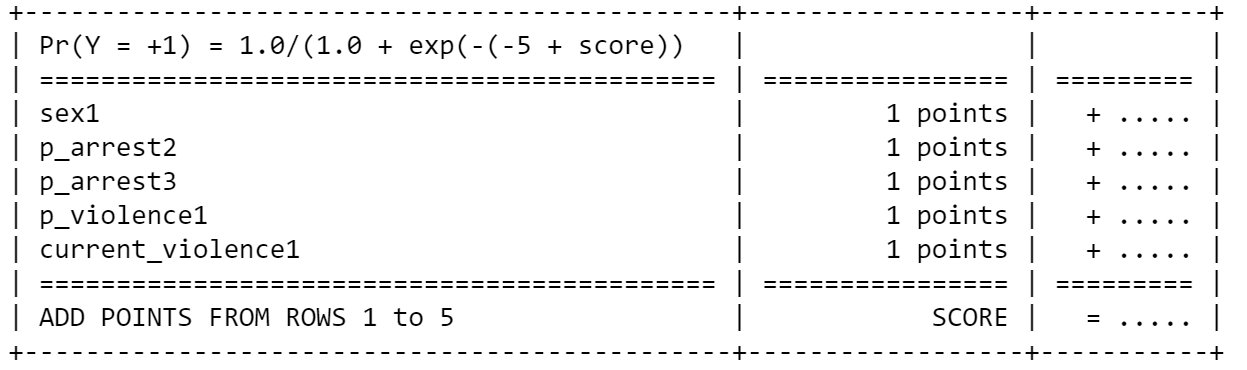 +-----------------------------------------------+-------------------+------------+
| Pr(Y = +1) = 1.0/(1.0 + exp(-(-5 + score)) | | |
| ============================================ | ================ | ========= |
| sex1 | 1 points | + ..... |
| p_arrest2 | 1 points | + ..... |
| p_arrest3 | 1 points | + ..... |
| p_violence1 | 1 points | + ..... |
| current_violence1 | 1 points | + ..... |
| ============================================ | ================ | ========= |
| ADD POINTS FROM ROWS 1 to 5 | SCORE | = ..... |
+-----------------------------------------------+-------------------+------------+